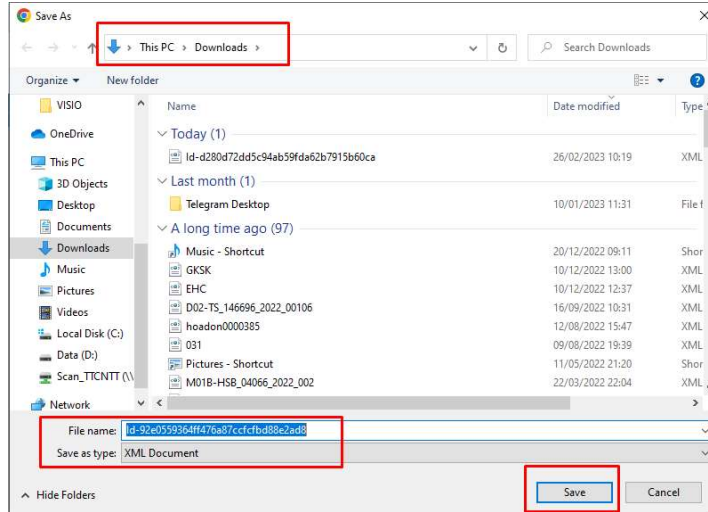 Save As
This PC > Downloads >
Search Downloads
Organize New folder
VISIO
OneDrive
This PC
3D Objects
Desktop
Documents
Downloads
Music
Pictures
Videos
Local Disk (C:)
Data (D:)
Scan_TTCNTT (\\
Network
Name Date modified Type
Today (1)
Id-d280d72dd5c94ab59fda62b7915b60ca 26/02/2023 10:19 XML
Last month (1)
Telegram Desktop 10/01/2023 11:31 File f
A long time ago (97)
Music - Shortcut 20/12/2022 09:11 Shor
GKSK 10/12/2022 13:00 XML
EHC 10/12/2022 12:37 XML
D02-TS_146696_2022_00106 16/09/2022 10:31 XML
hoadon0000385 12/08/2022 15:47 XML
031 09/08/2022 19:39 XML
Pictures - Shortcut 11/05/2022 21:20 Shor
M01B-HSB_04066_2022_002 22/03/2022 22:04 XML
File name: Id-92e0559364ff476a87ccfcfbd88e2ad8
Save as type: XML Document
Hide Folders Save Cancel